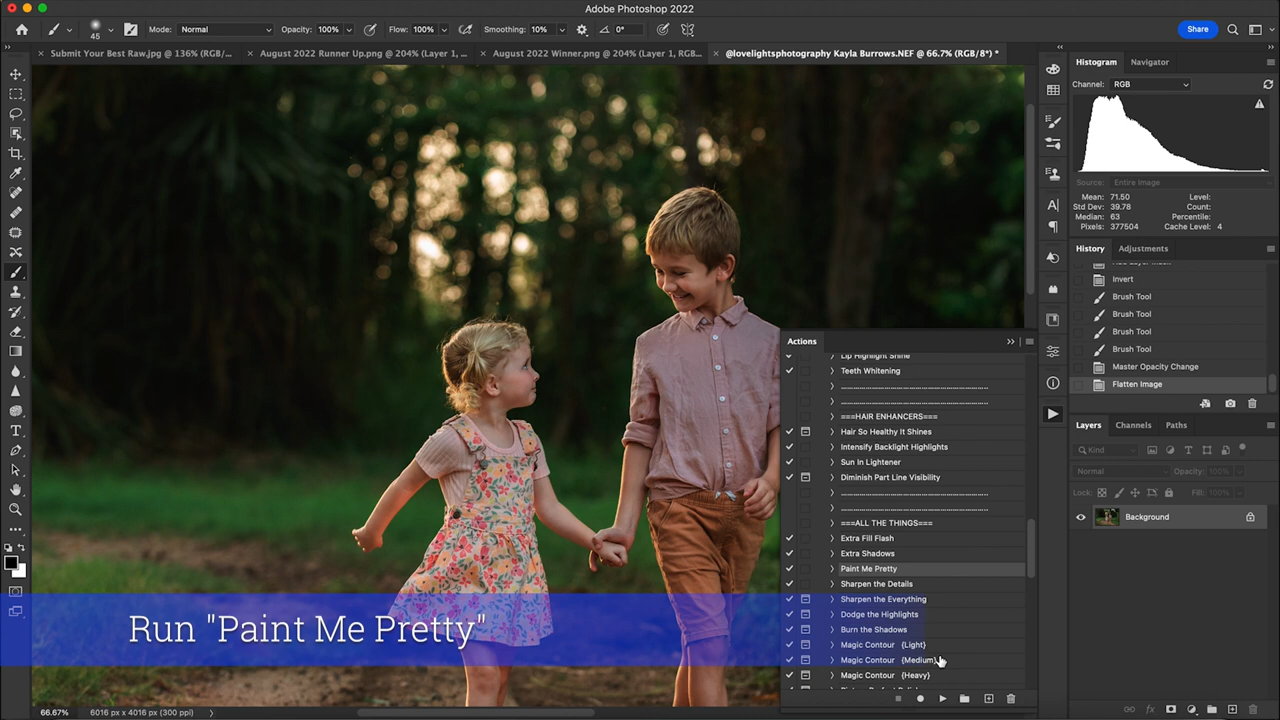 Adobe Photoshop 2022
45 Mode: Normal Opacity: 100% Flow: 100% Smoothing: 10% 0° Share
Submit Your Best Raw.jpg @ 136% (RGB/... August 2022 Runner Up.png @ 204% (Layer 1, ... August 2022 Winner.png @ 204% (Layer 1, RGB... @lovelightsphotography Kayla Burrows.NEF @ 66.7% (RGB/8*) *
Histogram Navigator
Channel: RGB
Source: Entire Image
Mean: 71.50 Level:
Std Dev: 39.78 Count:
Median: 63 Percentile:
Pixels: 377504 Cache Level: 4
History Adjustments
Add Layer Mask
Invert
Brush Tool
Brush Tool
Brush Tool
Brush Tool
Master Opacity Change
Flatten Image
Layers Channels Paths
Kind
Normal Opacity: 100%
Lock: Fill: 100%
Background
Actions
Lip Highlight Shine
Teeth Whitening
===HAIR ENHANCERS===
Hair So Healthy It Shines
Intensify Backlight Highlights
Sun In Lightener
Diminish Part Line Visibility
===ALL THE THINGS===
Extra Fill Flash
Extra Shadows
Paint Me Pretty
Sharpen the Details
Sharpen the Everything
Dodge the Highlights
Burn the Shadows
Magic Contour {Light}
Magic Contour {Medium}
Magic Contour {Heavy}
Run "Paint Me Pretty"
66.67% 6016 px x 4016 px (300 ppi)